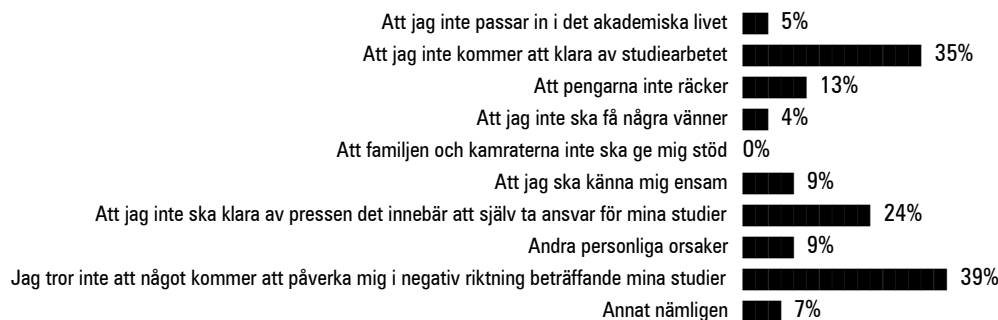 Att jag inte passar in i det akademiska livet 5%
Att jag inte kommer att klara av studiearbetet 35%
Att pengarna inte räcker 13%
Att jag inte ska få några vänner 4%
Att familjen och kamraterna inte ska ge mig stöd 0%
Att jag ska känna mig ensam 9%
Att jag inte ska klara av pressen det innebär att själv ta ansvar för mina studier 24%
Andra personliga orsaker 9%
Jag tror inte att något kommer att påverka mig i negativ riktning beträffande mina studier 39%
Annat nämligen 7%